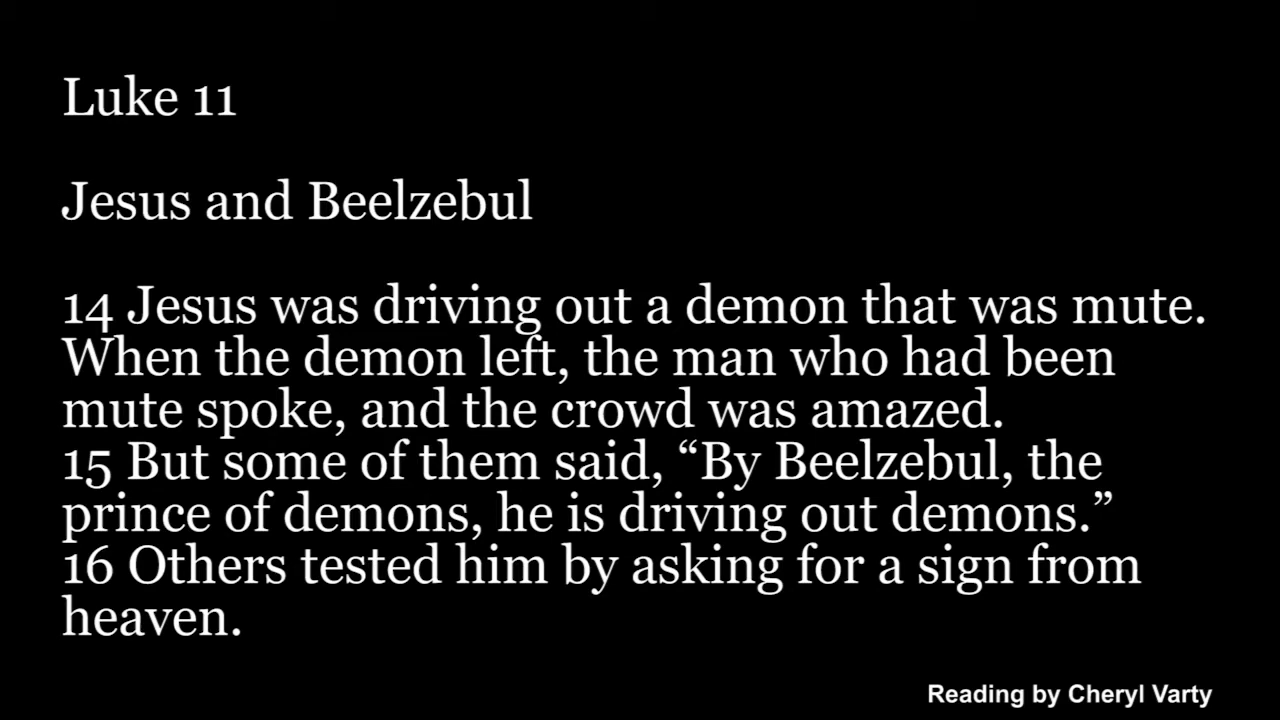 Luke 11
Jesus and Beelzebul
14 Jesus was driving out a demon that was mute.
When the demon left, the man who had been
mute spoke, and the crowd was amazed.
15 But some of them said, “By Beelzebul, the
prince of demons, he is driving out demons.”
16 Others tested him by asking for a sign from
heaven.
Reading by Cheryl Varty